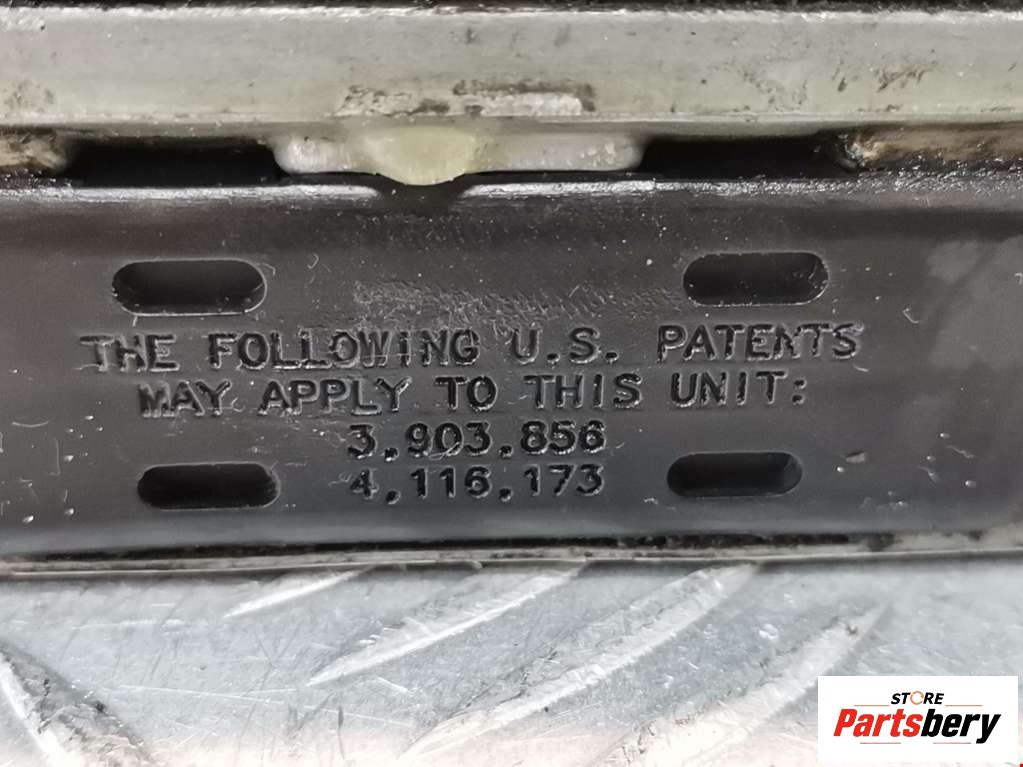 THE FOLLOWING U.S. PATENTS
MAY APPLY TO THIS UNIT:
3,903,856
4,116,173
STORE
Partsbery